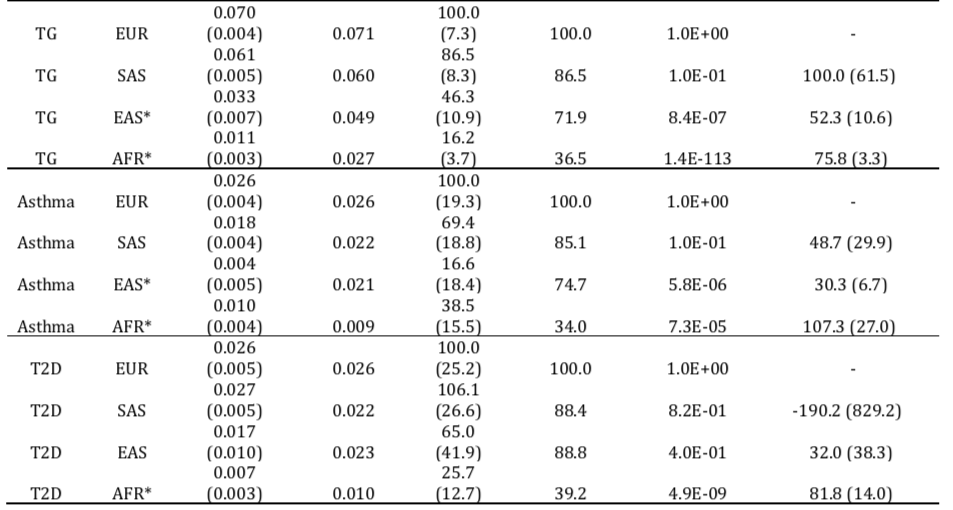 0.070 100.0
TG EUR (0.004) 0.071 (7.3) 100.0 1.0E+00 -
0.061 86.5
TG SAS (0.005) 0.060 (8.3) 86.5 1.0E-01 100.0 (61.5)
0.033 46.3
TG EAS* (0.007) 0.049 (10.9) 71.9 8.4E-07 52.3 (10.6)
0.011 16.2
TG AFR* (0.003) 0.027 (3.7) 36.5 1.4E-113 75.8 (3.3)
0.026 100.0
Asthma EUR (0.004) 0.026 (19.3) 100.0 1.0E+00 -
0.018 69.4
Asthma SAS (0.004) 0.022 (18.8) 85.1 1.0E-01 48.7 (29.9)
0.004 16.6
Asthma EAS* (0.005) 0.021 (18.4) 74.7 5.8E-06 30.3 (6.7)
0.010 38.5
Asthma AFR* (0.004) 0.009 (15.5) 34.0 7.3E-05 107.3 (27.0)
0.026 100.0
T2D EUR (0.005) 0.026 (25.2) 100.0 1.0E+00 -
0.027 106.1
T2D SAS (0.005) 0.022 (26.6) 88.4 8.2E-01 -190.2 (829.2)
0.017 65.0
T2D EAS (0.010) 0.023 (41.9) 88.8 4.0E-01 32.0 (38.3)
0.007 25.7
T2D AFR* (0.003) 0.010 (12.7) 39.2 4.9E-09 81.8 (14.0)